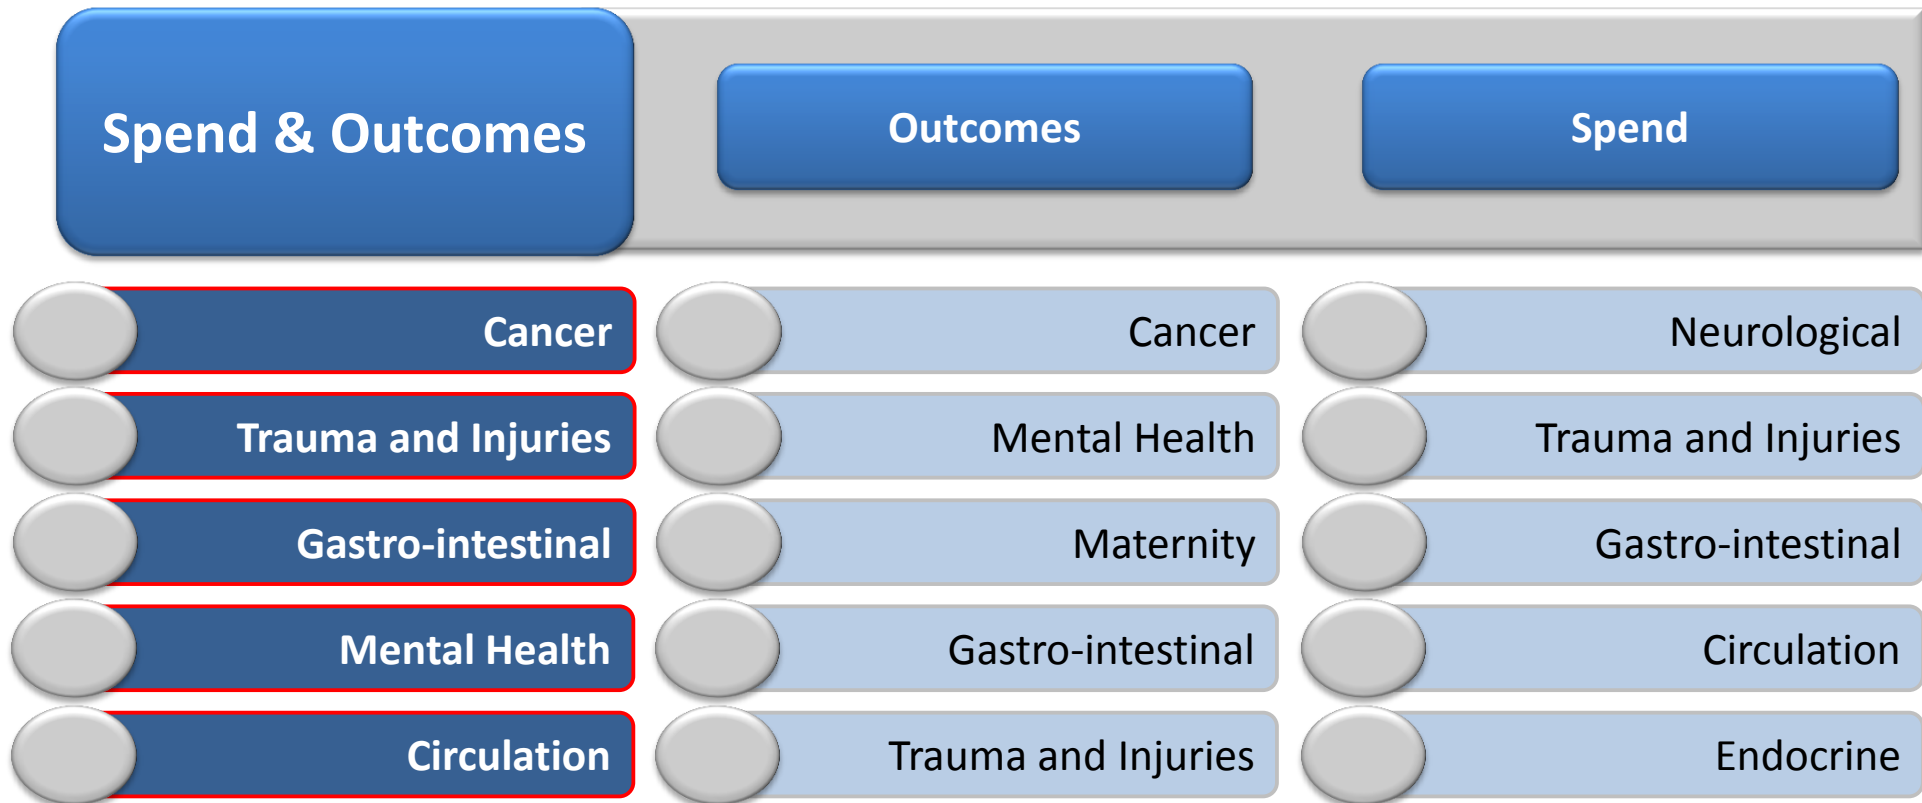 Spend & Outcomes
Outcomes
Spend
Cancer
Cancer
Neurological
Trauma and Injuries
Mental Health
Trauma and Injuries
Gastro-intestinal
Maternity
Gastro-intestinal
Mental Health
Gastro-intestinal
Circulation
Circulation
Trauma and Injuries
Endocrine